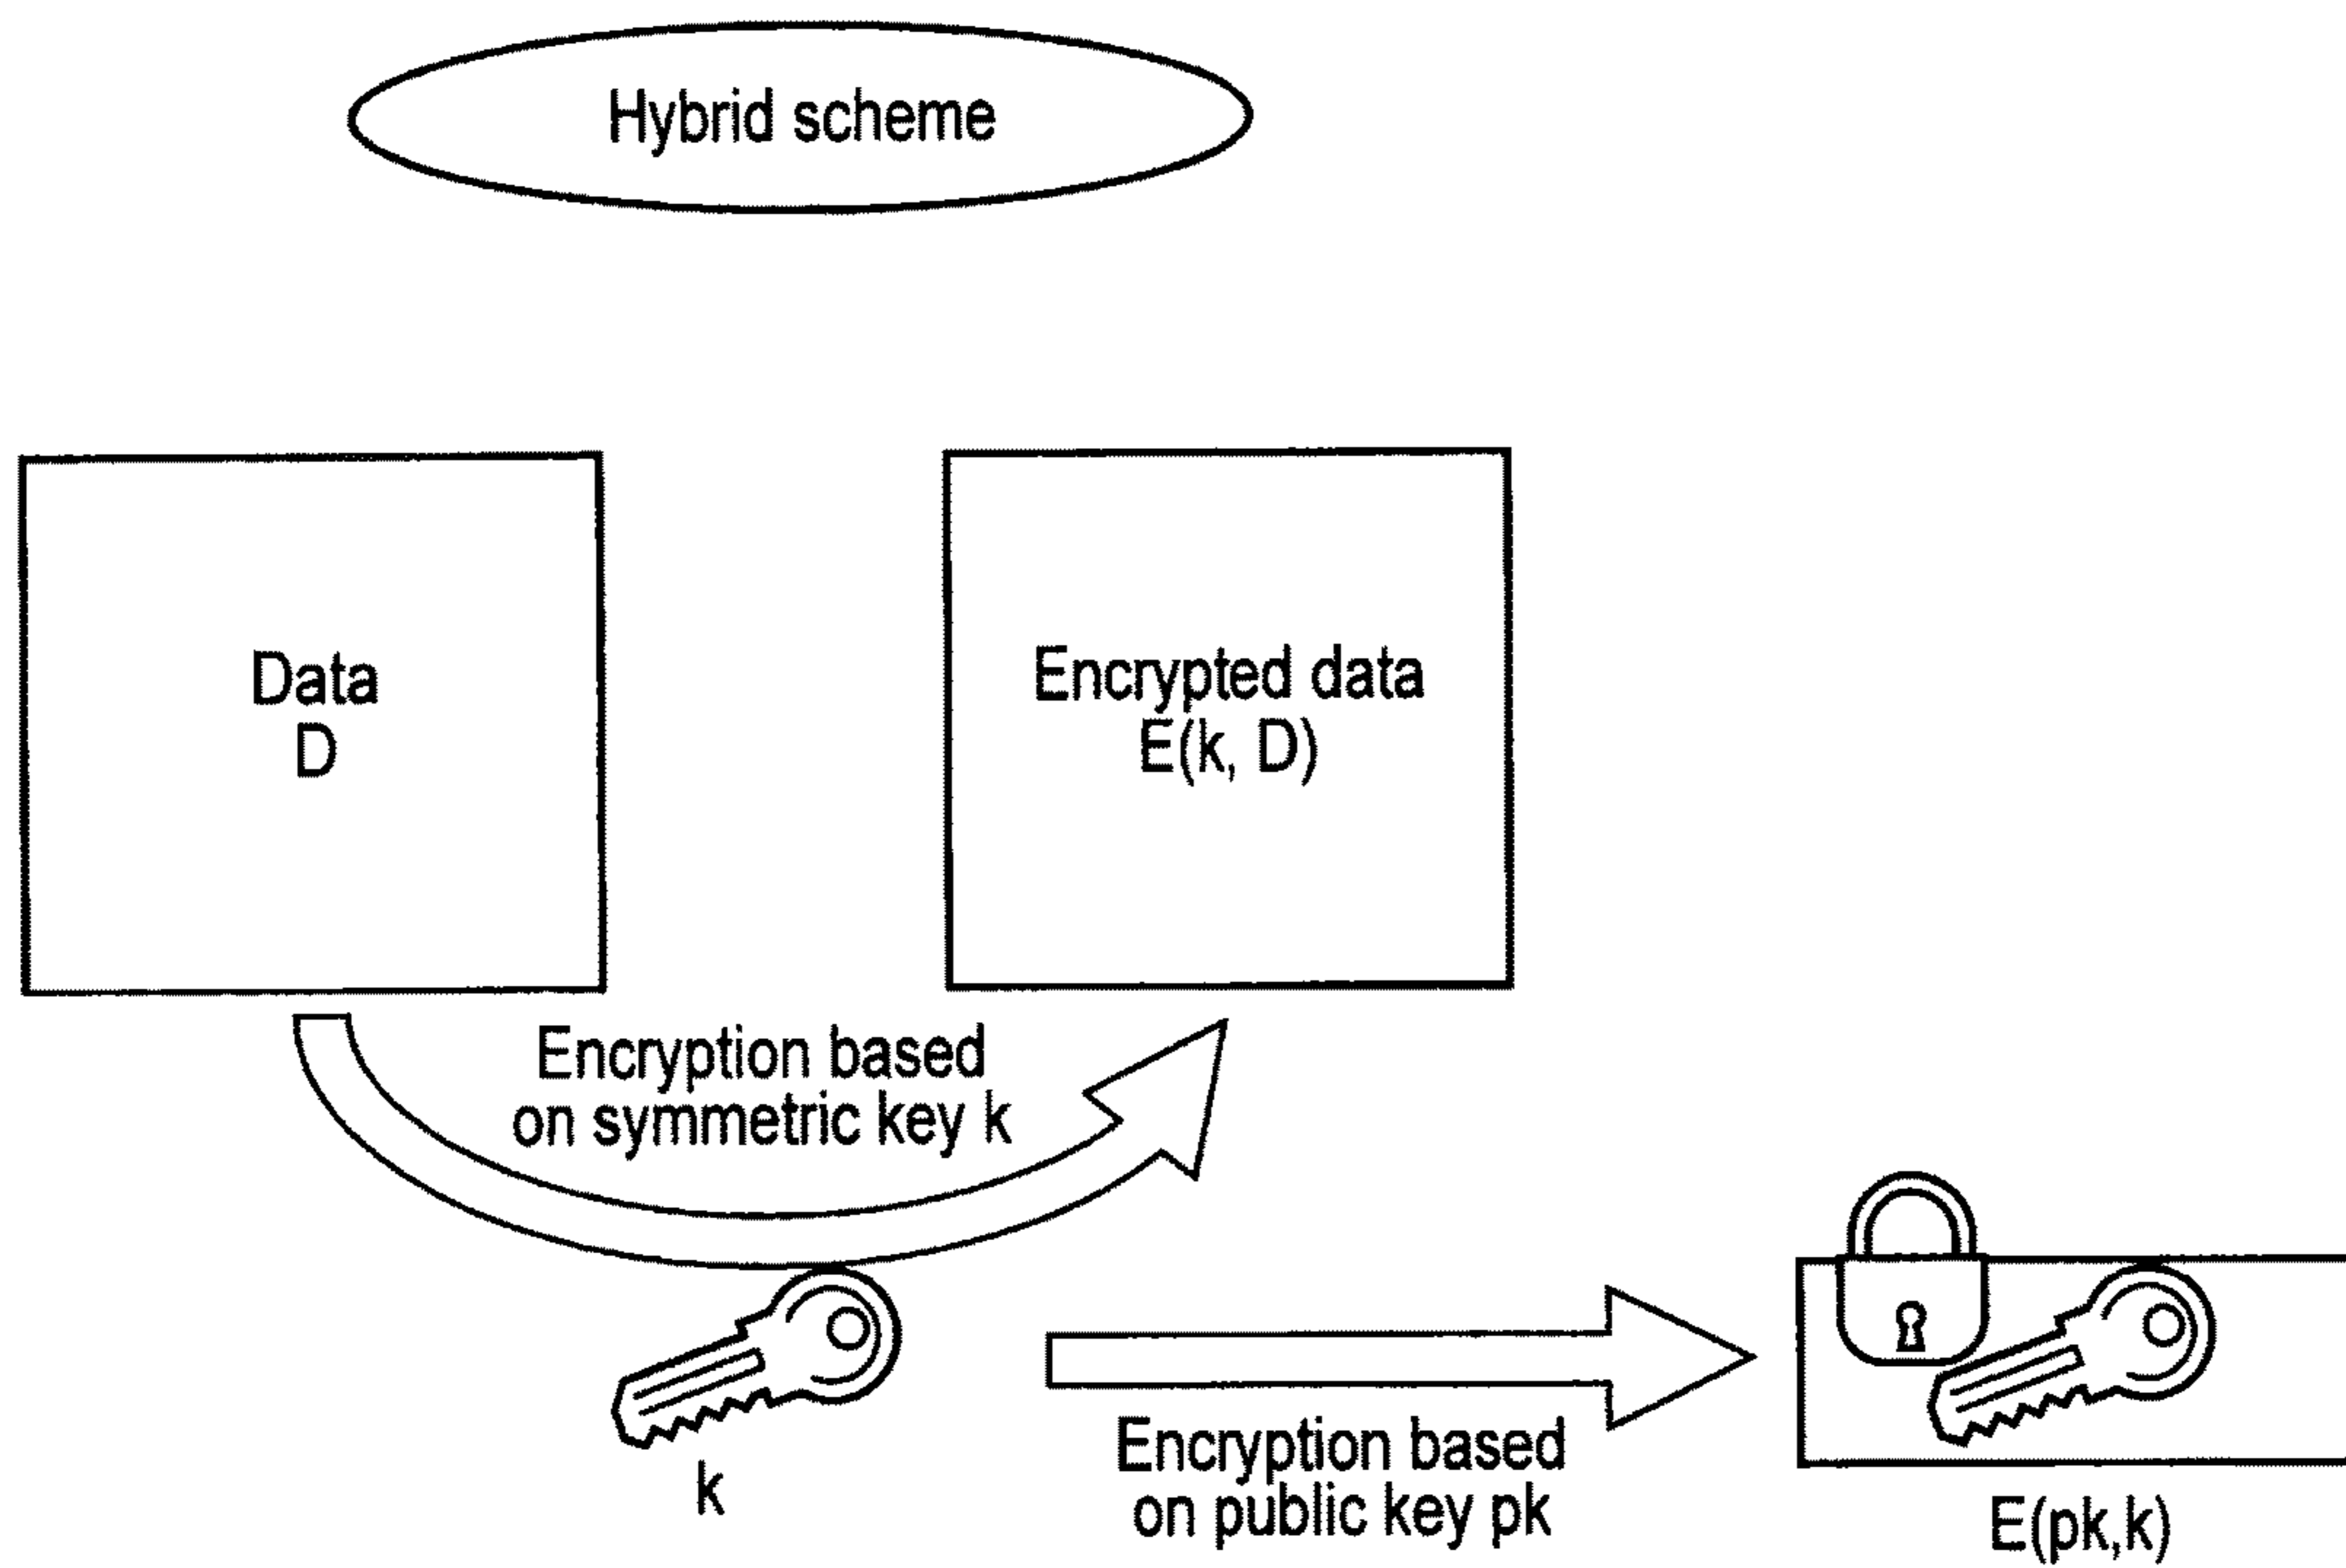 Hybrid scheme
Data
D
Encrypted data
E(k, D)
Encryption based
on symmetric key k
k
Encryption based
on public key pk
E(pk,k)